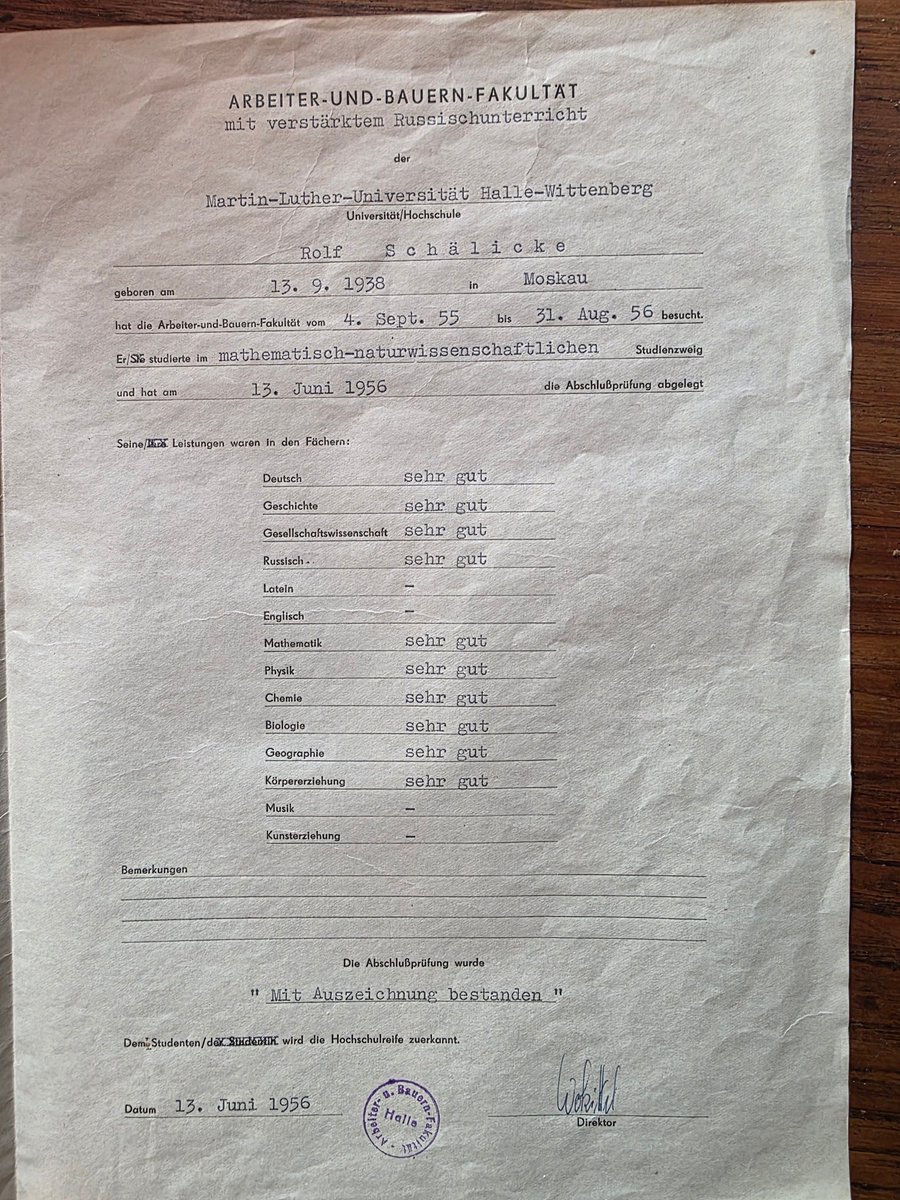 ARBEITER-UND-BAUERN-FAKULTÄT
mit verstärktem Russischunterricht
der
Martin-Luther-Universität Halle-Wittenberg
Universität/Hochschule
Rolf S c h ä l i c k e
geboren am 13. 9. 1938 in Moskau
hat die Arbeiter-und-Bauern-Fakultät vom 4. Sept. 55 bis 31. Aug. 56 besucht.
Er/Sie studierte im mathematisch-naturwissenschaftlichen Studienzweig
und hat am 13. Juni 1956 die Abschlußprüfung abgelegt
Seine/ Leistungen waren in den Fächern:
Deutsch sehr gut
Geschichte sehr gut
Gesellschaftswissenschaft sehr gut
Russisch sehr gut
Latein –
Englisch –
Mathematik sehr gut
Physik sehr gut
Chemie sehr gut
Biologie sehr gut
Geographie sehr gut
Körpererziehung sehr gut
Musik –
Kunsterziehung –
Bemerkungen
Die Abschlußprüfung wurde
" Mit Auszeichnung bestanden "
Dem Studenten/der Studentin wird die Hochschulreife zuerkannt.
Datum 13. Juni 1956
Arbeiter- u. Bauern-Fakultät
Halle
Direktor